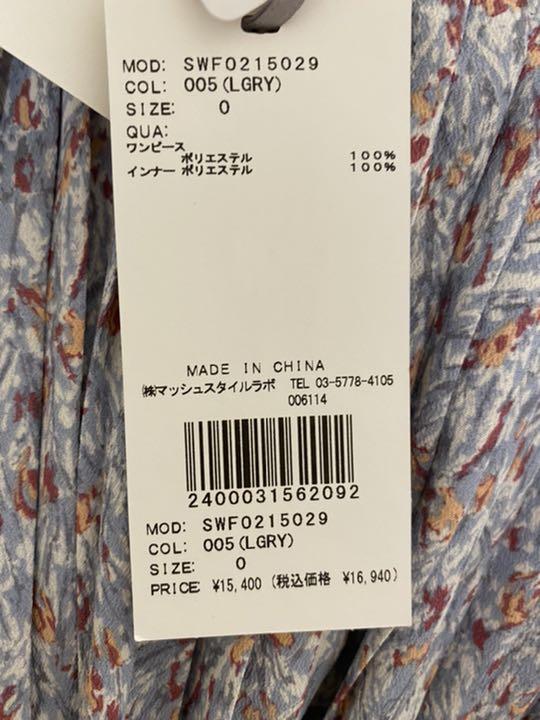 MOD: SWF0215029
COL: 005(LGRY)
SIZE: 0
QUA:
ワンピース
ポリエステル 100%
インナー ポリエステル 100%
MADE IN CHINA
㈱マッシュスタイルラボ TEL 03-5778-4105
006114
2400031562092
MOD: SWF0215029
COL: 005(LGRY)
SIZE: 0
PRICE: ¥15,400 (税込価格 ¥16,940)